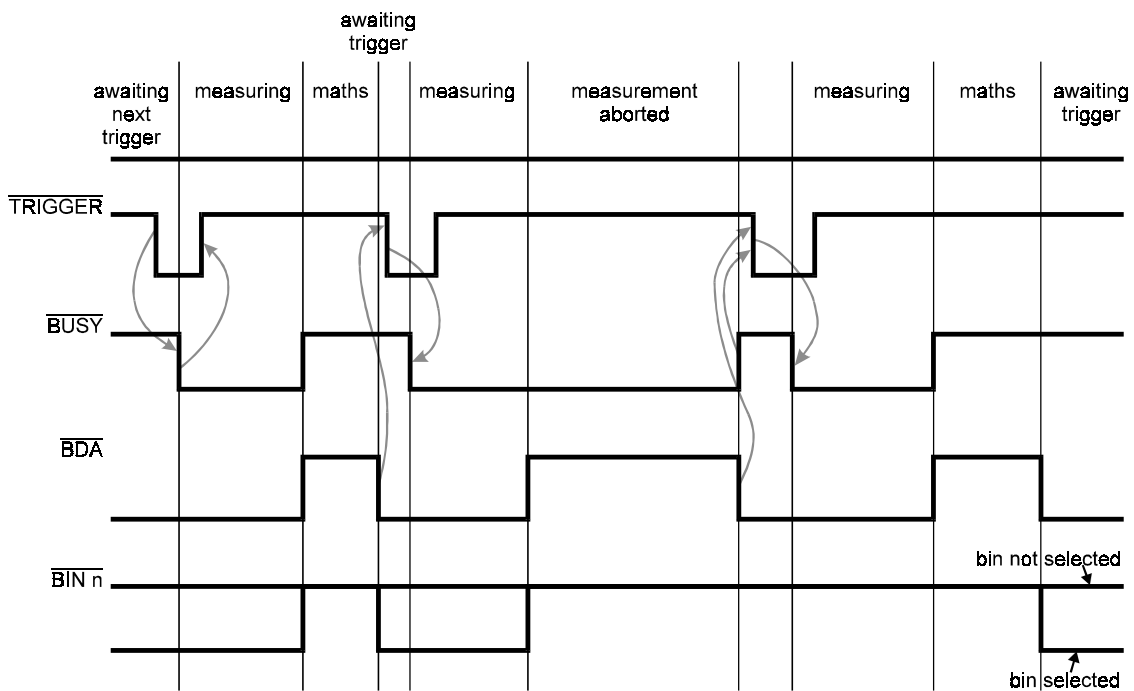 awaiting
trigger
awaiting
next
trigger
measuring
maths
measuring
measurement
aborted
measuring
maths
awaiting
trigger
TRIGGER
BUSY
BDA
BIN n
bin not selected
bin selected